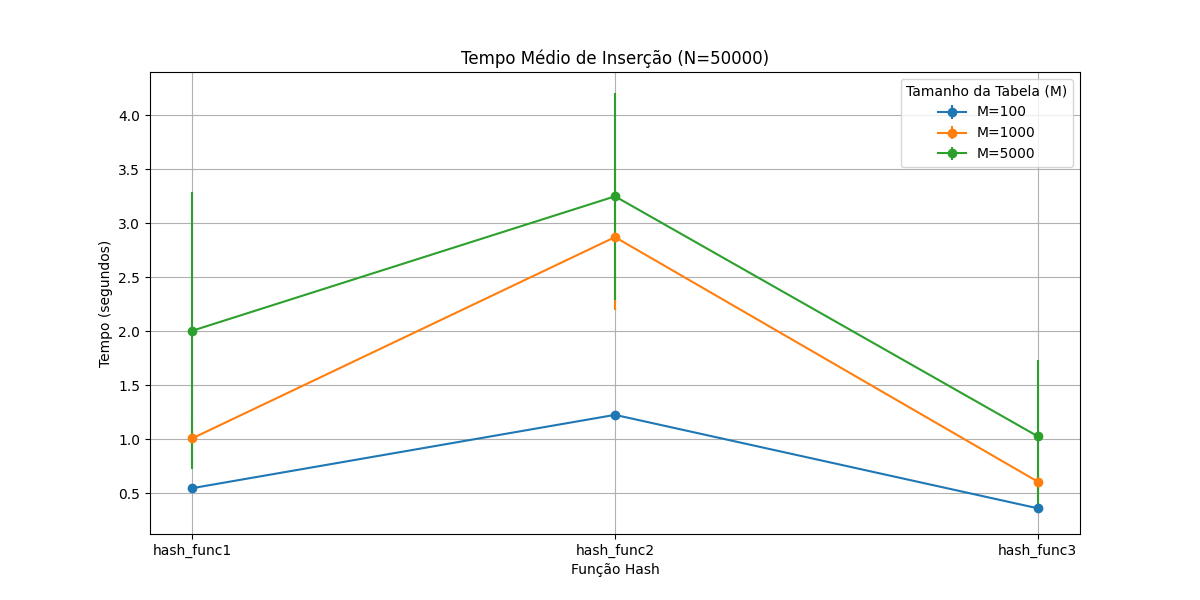 Tempo Médio de Inserção (N=50000)
Tamanho da Tabela (M)
M=100
M=1000
M=5000
Tempo (segundos)
4.0
3.5
3.0
2.5
2.0
1.5
1.0
0.5
hash_func1
hash_func2
hash_func3
Função Hash